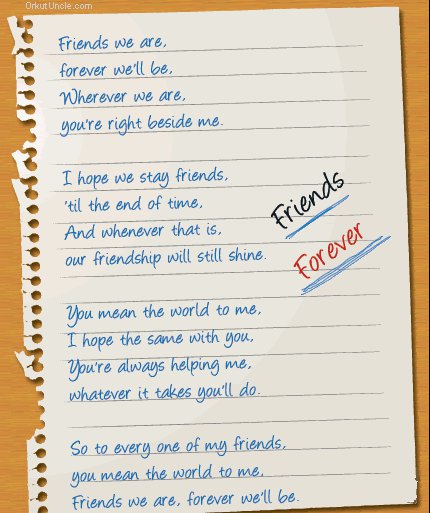 OrkutUncle.com
Friends we are,
forever we'll be,
Wherever we are,
you're right beside me.
I hope we stay friends,
'til the end of time,
And whenever that is,
our friendship will still shine.
Friends
Forever
You mean the world to me,
I hope the same with you,
You're always helping me,
whatever it takes you'll do.
So to every one of my friends,
you mean the world to me,
Friends we are, forever we'll be.